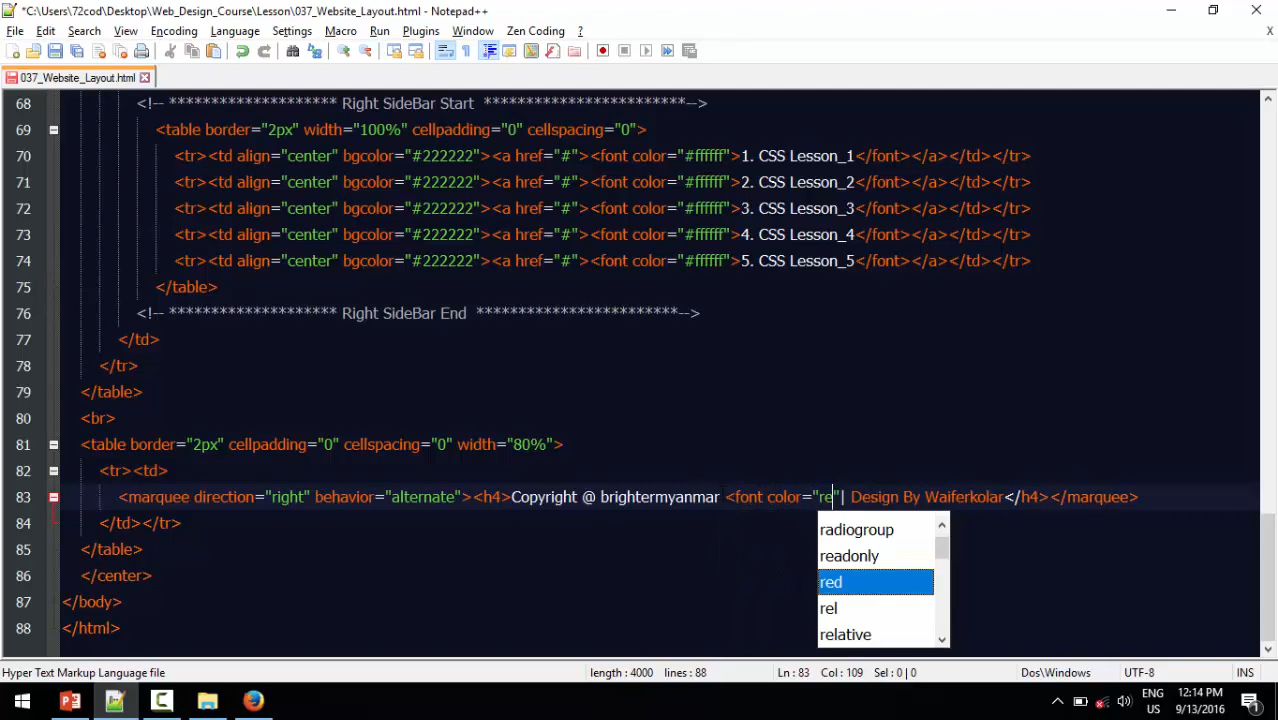 *C:\Users\72cod\Desktop\Web_Design_Course\Lesson\037_Website_Layout.html - Notepad++
File Edit Search View Encoding Language Settings Macro Run Plugins Window Zen Coding ? X
037_Website_Layout.html
68 <!-- ******************** Right SideBar Start ************************-->
69 <table border="2px" width="100%" cellpadding="0" cellspacing="0">
70 <tr><td align="center" bgcolor="#222222"><a href="#"><font color="#ffffff">1. CSS Lesson_1</font></a></td></tr>
71 <tr><td align="center" bgcolor="#222222"><a href="#"><font color="#ffffff">2. CSS Lesson_2</font></a></td></tr>
72 <tr><td align="center" bgcolor="#222222"><a href="#"><font color="#ffffff">3. CSS Lesson_3</font></a></td></tr>
73 <tr><td align="center" bgcolor="#222222"><a href="#"><font color="#ffffff">4. CSS Lesson_4</font></a></td></tr>
74 <tr><td align="center" bgcolor="#222222"><a href="#"><font color="#ffffff">5. CSS Lesson_5</font></a></td></tr>
75 </table>
76 <!-- ******************** Right SideBar End ************************-->
77 </td>
78 </tr>
79 </table>
80 <br>
81 <table border="2px" cellpadding="0" cellspacing="0" width="80%">
82 <tr><td>
83 <marquee direction="right" behavior="alternate"><h4>Copyright @ brightermyanmar <font color="re"| Design By Waiferkolar</h4></marquee>
84 </td></tr>
85 </table>
86 </center>
87 </body>
88 </html>
radiogroup
readonly
red
rel
relative
Hyper Text Markup Language file length : 4000 lines : 88 Ln : 83 Col : 109 Sel : 0 | 0 Dos\Windows UTF-8 INS
ENG 12:14 PM
US 9/13/2016